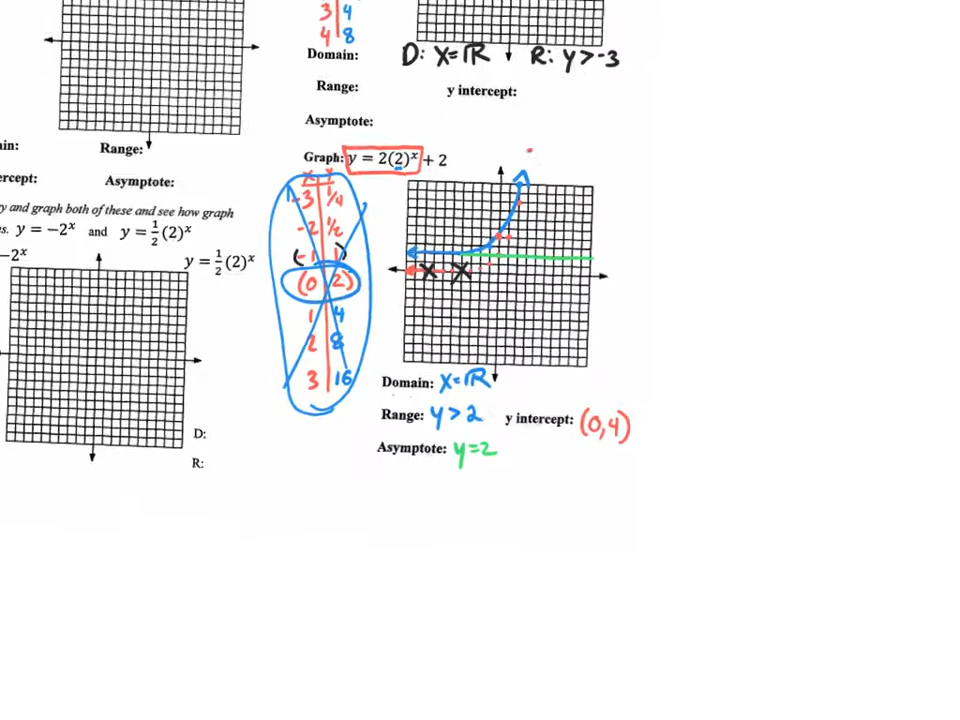 3 4
4 8
Domain:
D: x=ℝ R: y>-3
Range:
y intercept:
Asymptote:
ain:
Range:
Graph: y = 2(2)ˣ + 2
ercept:
Asymptote:
x y
-3 1/4
-2 1/2
(-1 1)
(0 2)
1 4
2 8
3 16
y and graph both of these and see how graph
s. y = −2ˣ and y = ½(2)ˣ
−2ˣ
y = ½(2)ˣ
Domain: x=ℝ
Range: y>2 y intercept: (0,4)
Asymptote: y=2
D:
R: